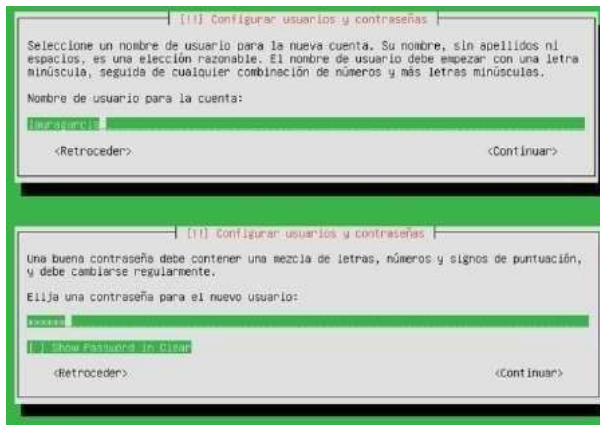 [!!] Configurar usuarios y contraseñas
Seleccione un nombre de usuario para la nueva cuenta. Su nombre, sin apellidos ni
espacios, es una elección razonable. El nombre de usuario debe empezar con una letra
minúscula, seguida de cualquier combinación de números y más letras minúsculas.
Nombre de usuario para la cuenta:
lauragarcia
<Retroceder> <Continuar>
[!!] Configurar usuarios y contraseñas
Una buena contraseña debe contener una mezcla de letras, números y signos de puntuación,
y debe cambiarse regularmente.
Elija una contraseña para el nuevo usuario:
******
[ ] Show Password in Clear
<Retroceder> <Continuar>